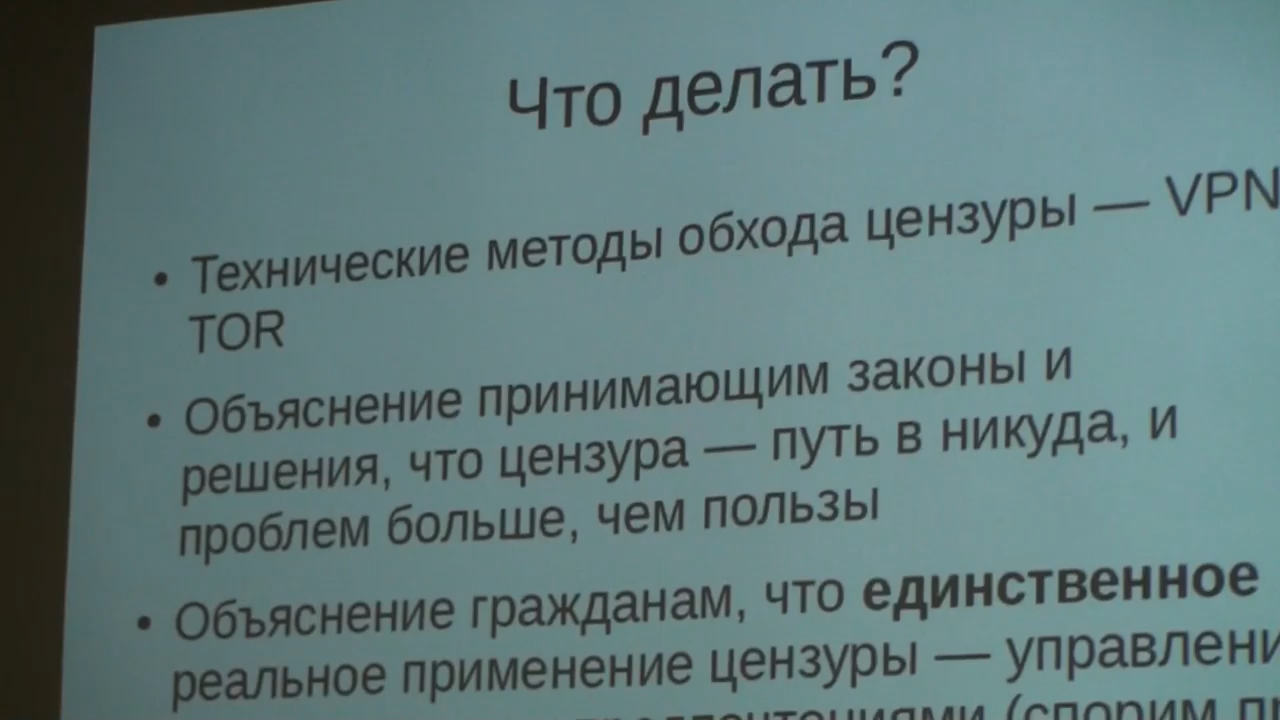 Что делать?
• Технические методы обхода цензуры — VPN
TOR
• Объяснение принимающим законы и
решения, что цензура — путь в никуда, и
проблем больше, чем пользы
• Объяснение гражданам, что единственное
реальное применение цензуры —
(спорим